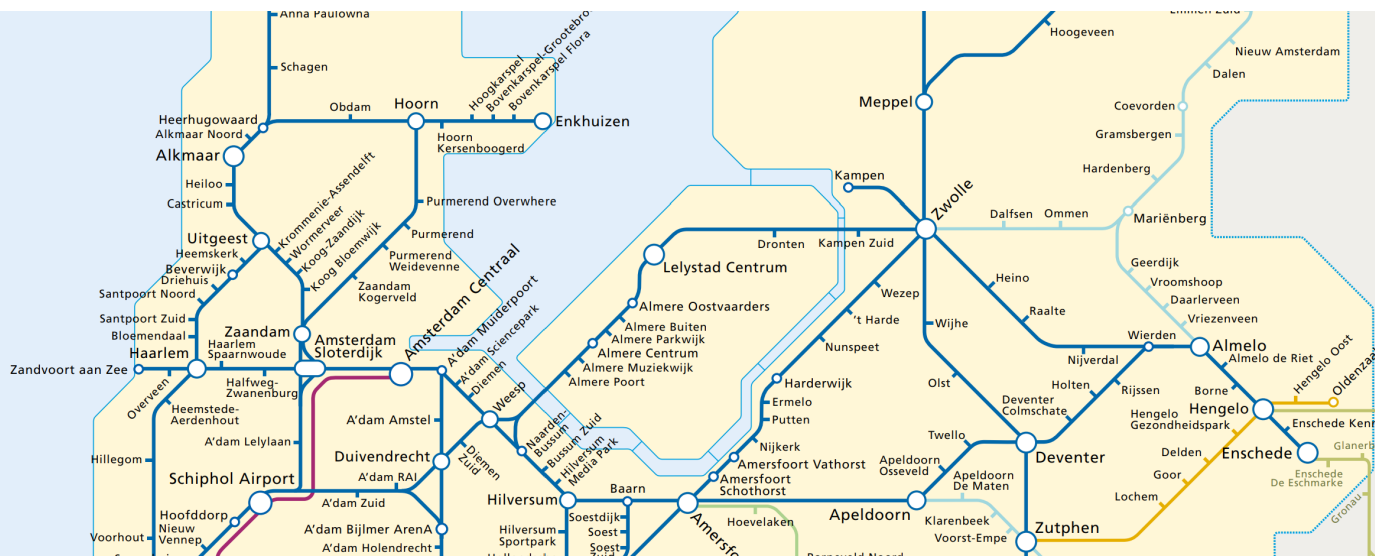 Anna Paulowna
Schagen
Heerhugowaard
Alkmaar Noord
Alkmaar
Obdam
Hoorn
Hoogkarspel
Bovenkarspel Flora
Enkhuizen
Hoorn
Kersenboogerd
Heiloo
Castricum
Uitgeest
Heemskerk
Beverwijk
Driehuis
Santpoort Noord
Santpoort Zuid
Bloemendaal
Haarlem
Zandvoort aan Zee
Overveen
Krommenie-Assendelft
Wormerveer
Koog-Zaandijk
Koog Bloemwijk
Purmerend Overwhere
Purmerend
Purmerend
Weidevenne
Zaandam
Kogerveld
Zaandam
Amsterdam
Sloterdijk
Amsterdam Centraal
Haarlem
Spaarnwoude
Halfweg-
Zwanenburg
Heemstede-
Aerdenhout
Hillegom
Voorhout
A'dam Lelylaan
Schiphol Airport
Hoofddorp
Nieuw
Vennep
A'dam Muiderpoort
A'dam Sciencepark
Diemen
Weesp
A'dam Amstel
Duivendrecht
Diemen
Zuid
A'dam RAI
A'dam Zuid
A'dam Bijlmer ArenA
A'dam Holendrecht
Naarden-
Bussum
Bussum Zuid
Hilversum
Media Park
Hilversum
Hilversum
Sportpark
Baarn
Soestdijk
Soest
Soest
Zuid
Lelystad Centrum
Almere Oostvaarders
Almere Buiten
Almere Parkwijk
Almere Centrum
Almere Muziekwijk
Almere Poort
Dronten
Kampen Zuid
Kampen
Zwolle
Meppel
Hoogeveen
Emmen Zuid
Nieuw Amsterdam
Dalen
Coevorden
Gramsbergen
Hardenberg
Mariënberg
Dalfsen
Ommen
Geerdijk
Vroomshoop
Daarlerveen
Vriezenveen
Wezep
't Harde
Nunspeet
Harderwijk
Ermelo
Putten
Nijkerk
Amersfoort Vathorst
Amersfoort
Schothorst
Hoevelaken
Barneveld Noord
Heino
Raalte
Nijverdal
Wierden
Almelo
Almelo de Riet
Borne
Hengelo
Hengelo Oost
Hengelo
Gezondheidspark
Enschede
Enschede
De Eschmarke
Gronau
Wijhe
Olst
Deventer
Colmschate
Holten
Rijssen
Deventer
Twello
Apeldoorn
Osseveld
Apeldoorn
De Maten
Apeldoorn
Klarenbeek
Voorst-Empe
Zutphen
Delden
Goor
Lochem